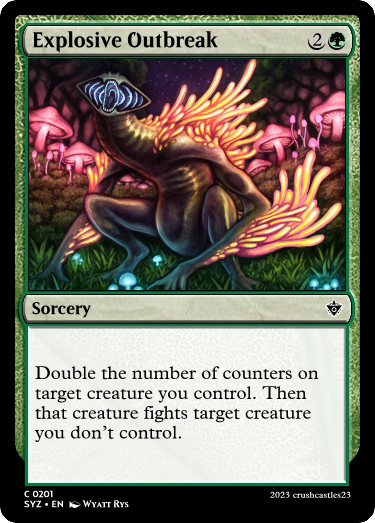 Explosive Outbreak 2
Sorcery
Double the number of counters on
target creature you control. Then
that creature fights target creature
you don't control.
C 0201
SYZ • EN Wyatt Rys
2023 crushcastles23